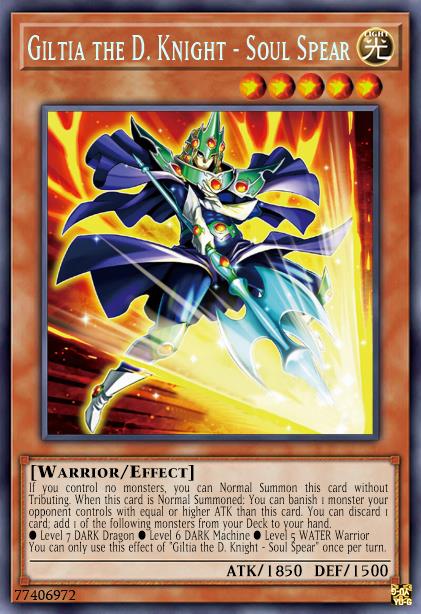 GILTIA THE D. KNIGHT - SOUL SPEAR
LIGHT
光
[WARRIOR/EFFECT]
If you control no monsters, you can Normal Summon this card without
Tributing. When this card is Normal Summoned: You can banish 1 monster your
opponent controls with equal or higher ATK than this card. You can discard 1
card; add 1 of the following monsters from your Deck to your hand.
● Level 7 DARK Dragon ● Level 6 DARK Machine ● Level 5 WATER Warrior
You can only use this effect of "Giltia the D. Knight - Soul Spear" once per turn.
ATK/1850 DEF/1500
77406972